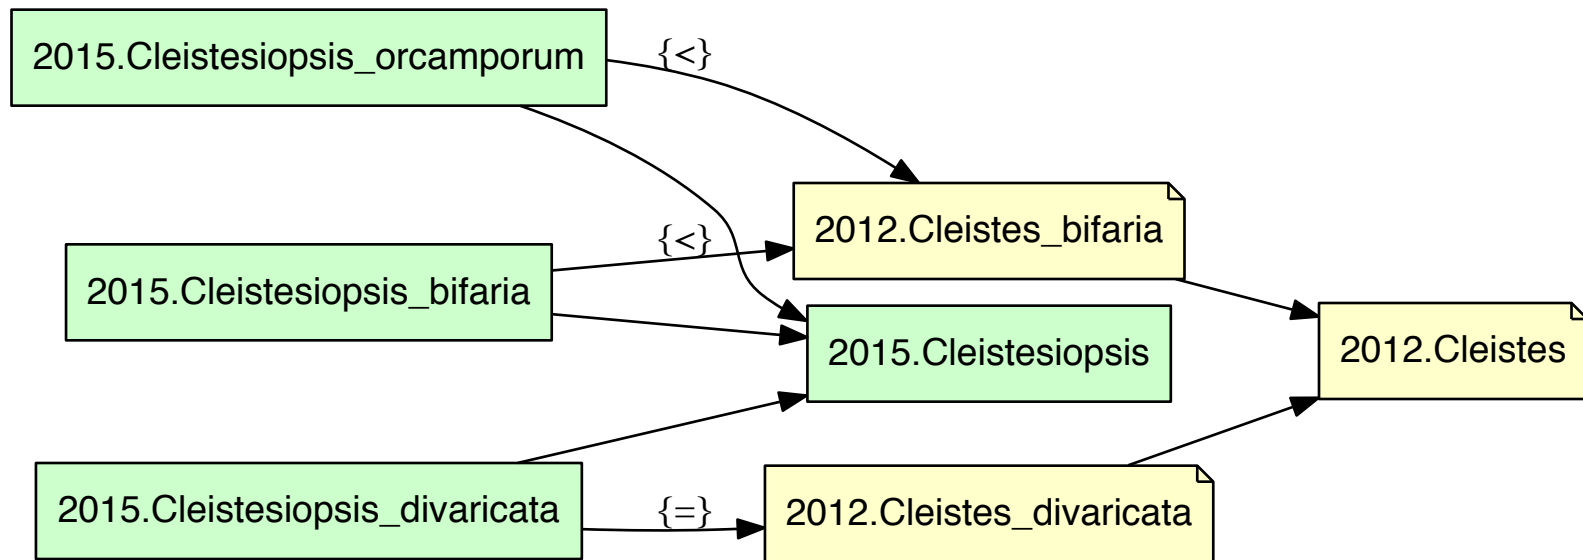 2015.Cleistesiopsis_orcamporum
{<}
2012.Cleistes_bifaria
{<}
2015.Cleistesiopsis_bifaria
2015.Cleistesiopsis
2012.Cleistes
2015.Cleistesiopsis_divaricata
{=}
2012.Cleistes_divaricata